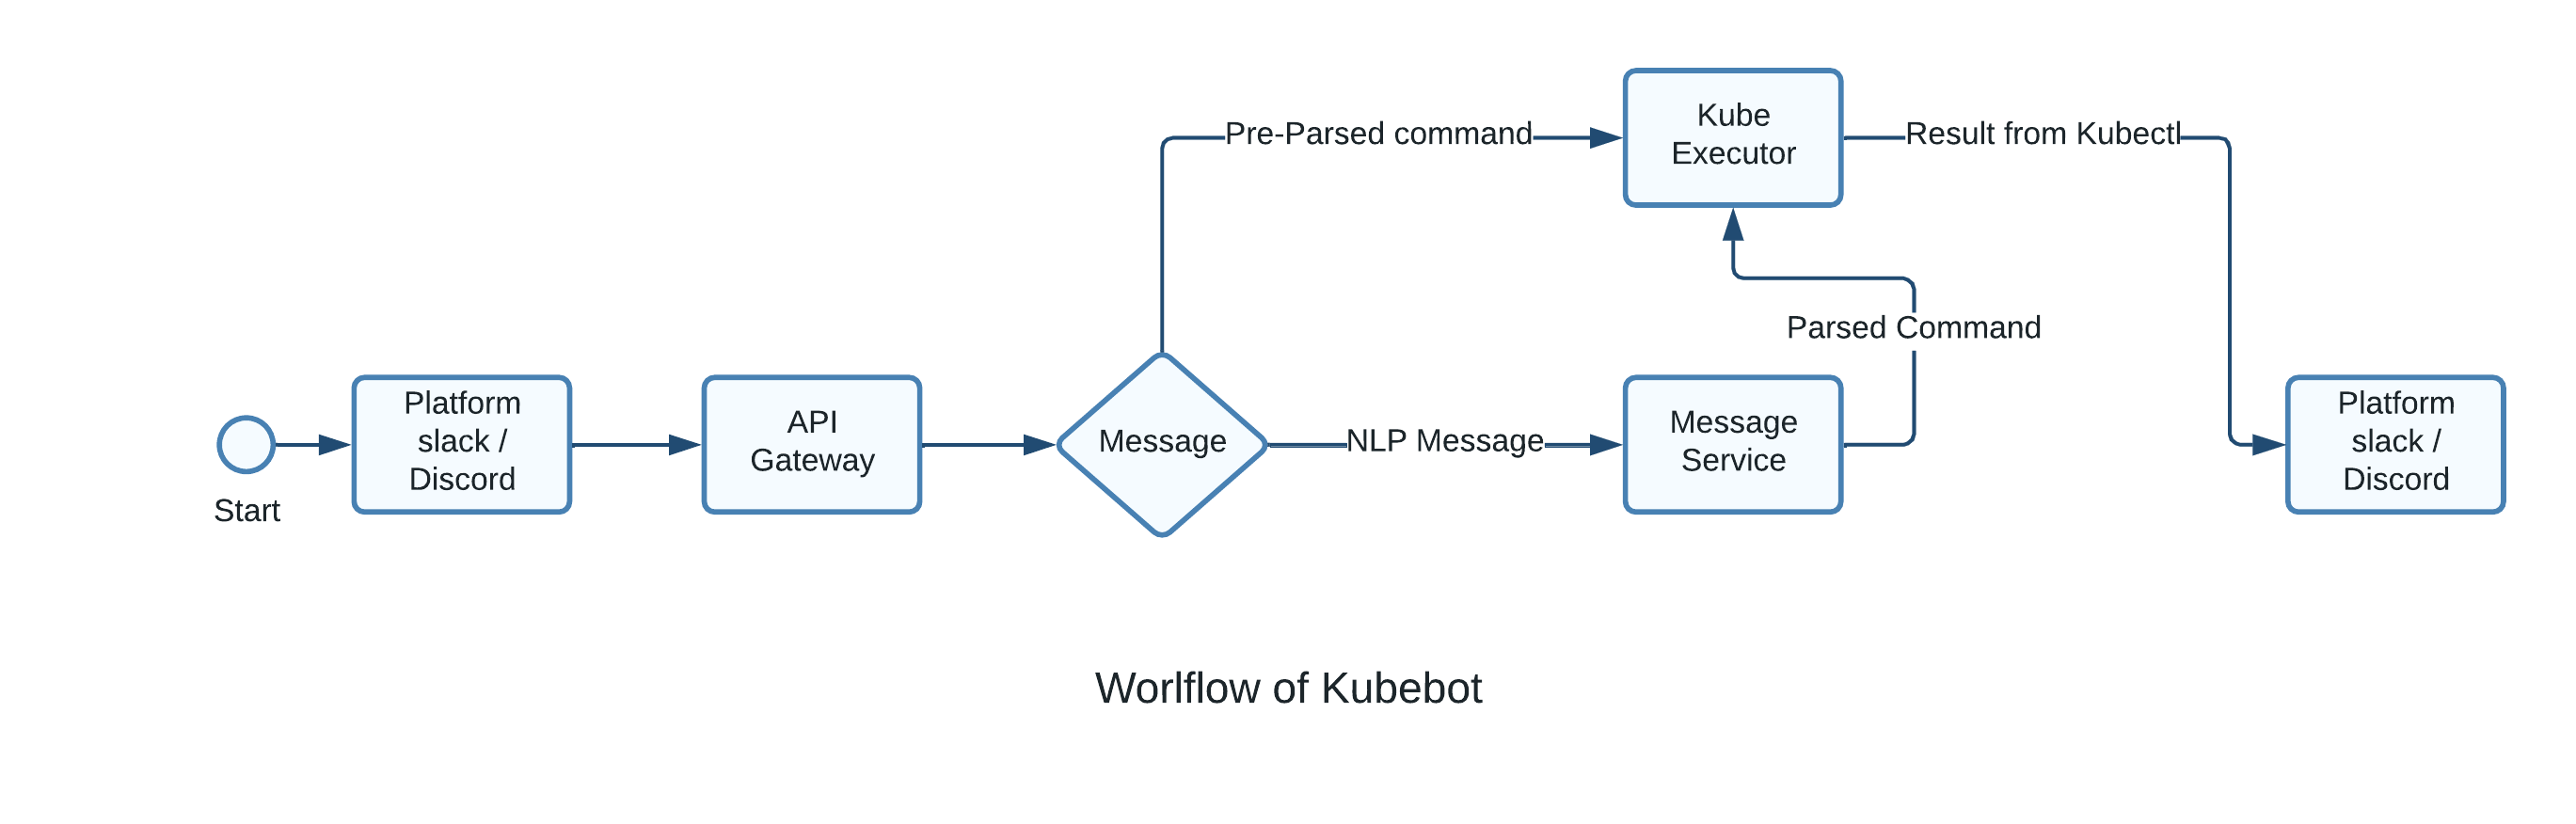 Start
Platform
slack /
Discord
API
Gateway
Message
Pre-Parsed command
NLP Message
Kube
Executor
Message
Service
Parsed Command
Result from Kubectl
Platform
slack /
Discord
Worlflow of Kubebot